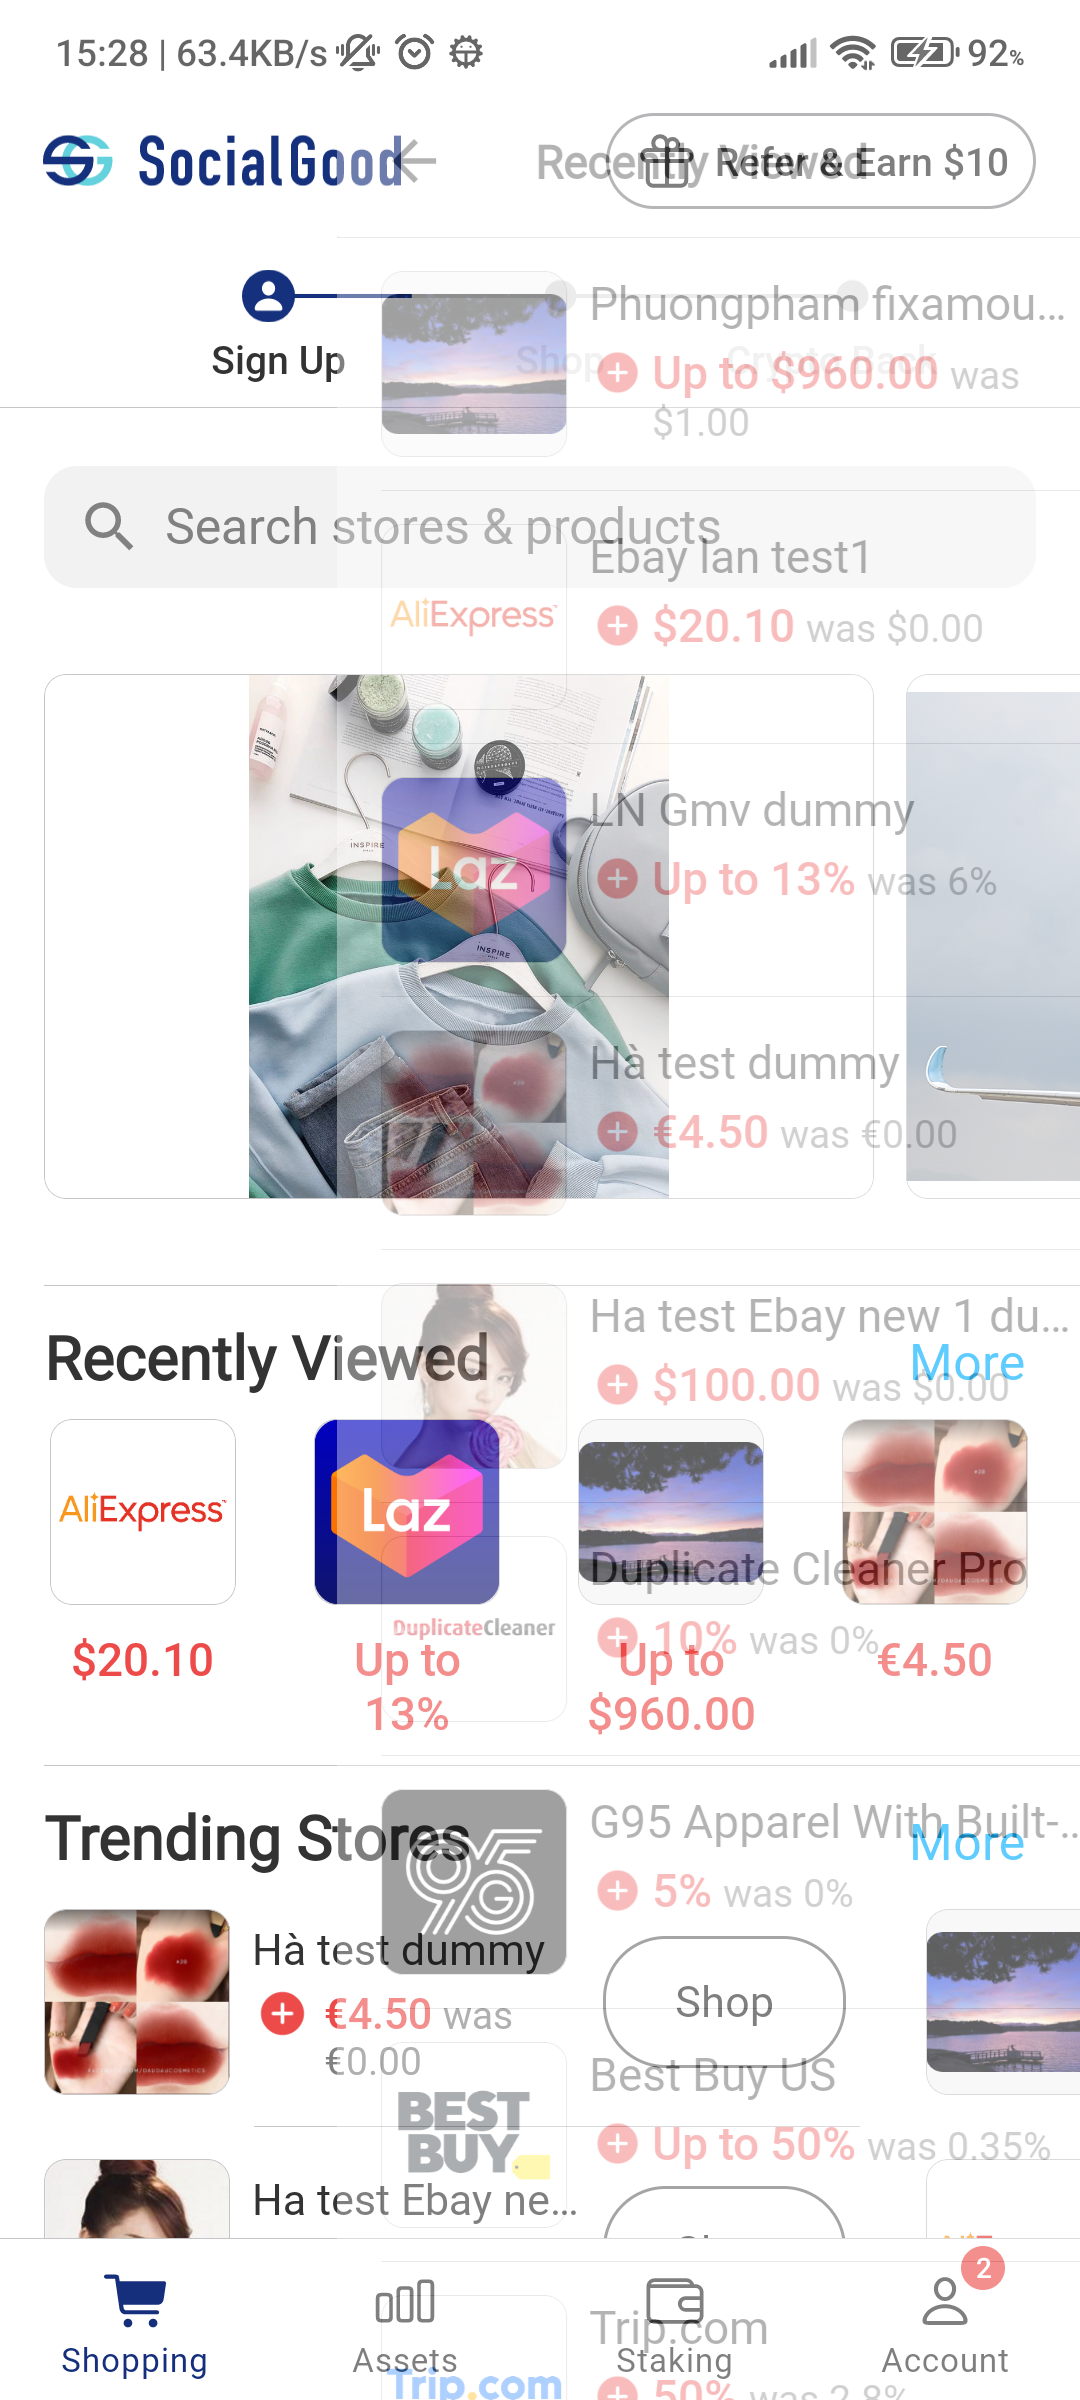 15:28 | 63.4KB/s
92%
SocialGood
Recently Viewed
Refer & Earn $10
Sign Up
Shop
Crypto Back
Phuongpham fixamou...
Up to $960.00 was
$1.00
Search stores & products
Ebay lan test1
AliExpress
$20.10 was $0.00
INSPIRE
LN Gmv dummy
Laz
Up to 13% was 6%
INSPIRE
Hà test dummy
€4.50 was €0.00
Ha test Ebay new 1 du...
Recently Viewed
More
$100.00 was $0.00
AliExpress
Laz
Duplicate Cleaner Pro
DuplicateCleaner
10% was 0%
$20.10
Up to
13%
Up to
$960.00
€4.50
Trending Stores
More
G95 Apparel With Built-...
95G
5% was 0%
Hà test dummy
€4.50 was
€0.00
Shop
Best Buy US
BEST
BUY
Up to 50% was 0.35%
Ha test Ebay ne...
2
Trip.com
Trip.com
50% was 2.8%
Shopping
Assets
Staking
Account